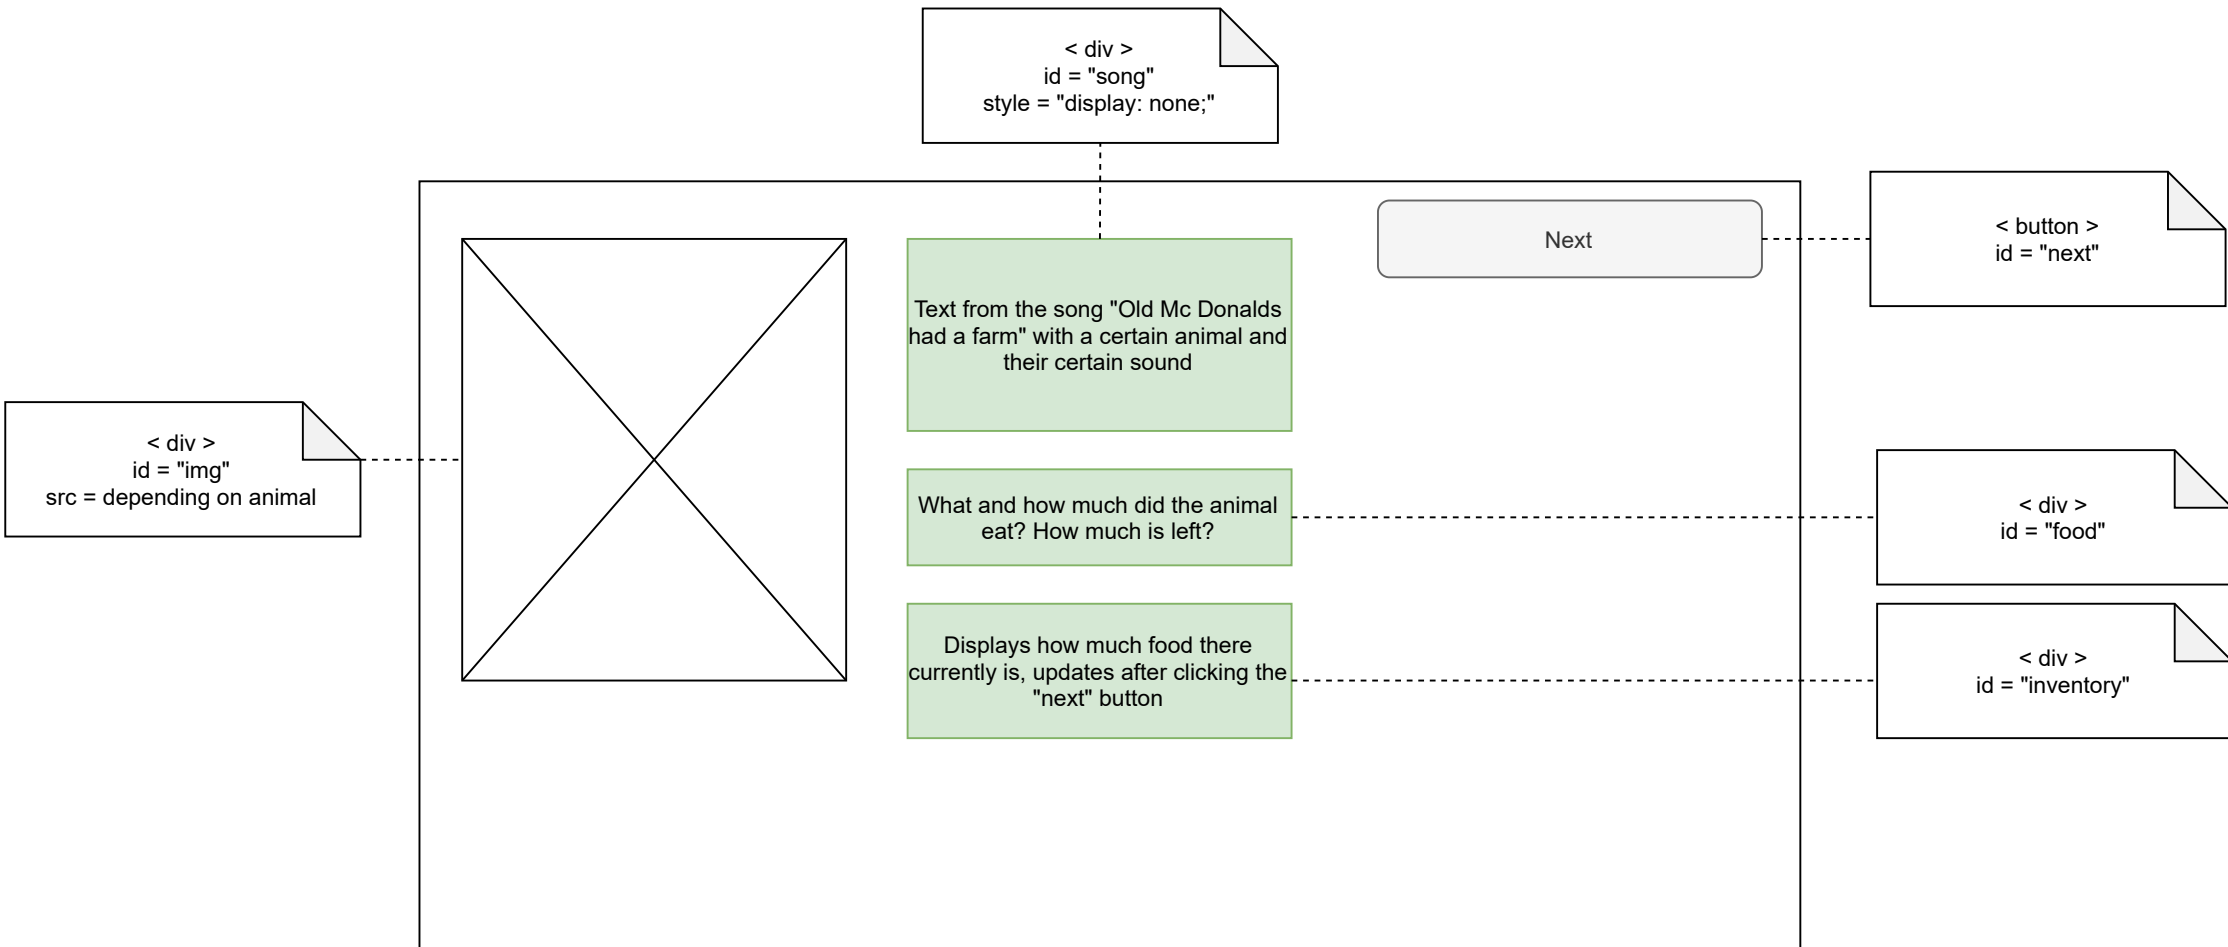 < div >
id = "song"
style = "display: none;"
Next
< button >
id = "next"
Text from the song "Old Mc Donalds
had a farm" with a certain animal and
their certain sound
< div >
id = "img"
src = depending on animal
What and how much did the animal
eat? How much is left?
< div >
id = "food"
Displays how much food there
currently is, updates after clicking the
"next" button
< div >
id = "inventory"